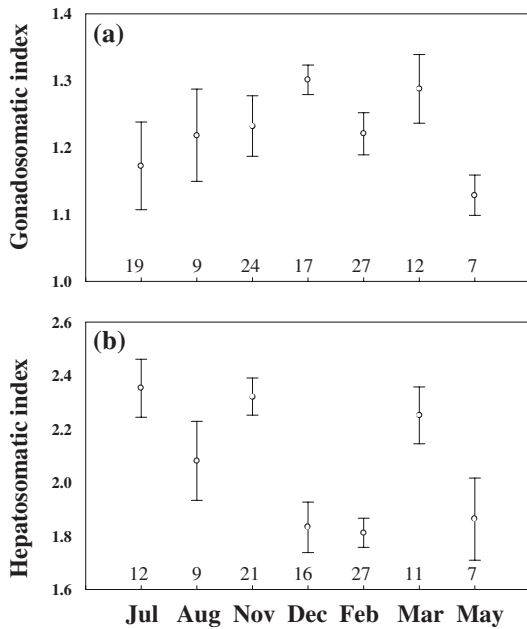 Gonadosomatic index
(a)
1.4
1.3
1.2
1.1
1.0
19 9 24 17 27 12 7
Hepatosomatic index
(b)
2.6
2.4
2.2
2.0
1.8
1.6
12 9 21 16 27 11 7
Jul Aug Nov Dec Feb Mar May